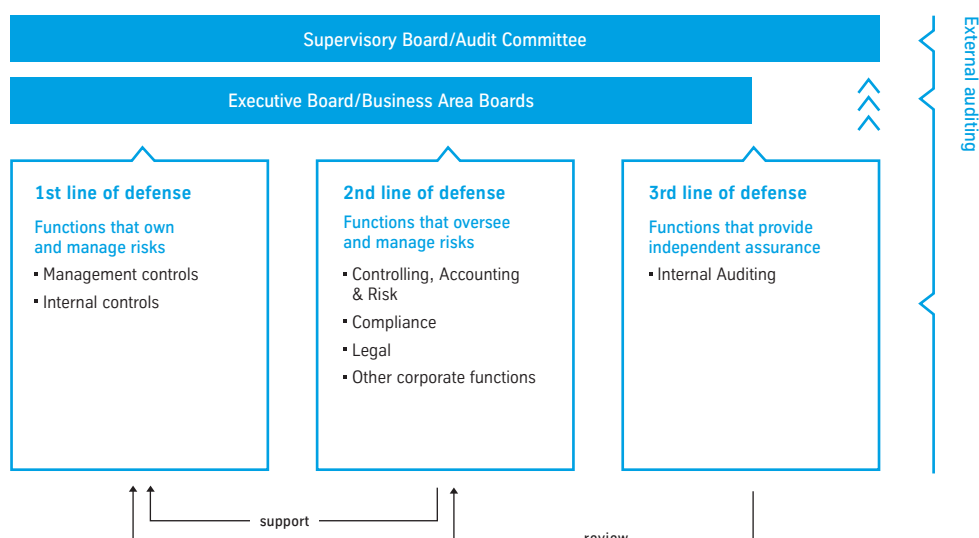 Supervisory Board/Audit Committee
Executive Board/Business Area Boards
External auditing
1st line of defense
Functions that own
and manage risks
▪ Management controls
▪ Internal controls
2nd line of defense
Functions that oversee
and manage risks
▪ Controlling, Accounting
& Risk
▪ Compliance
▪ Legal
▪ Other corporate functions
3rd line of defense
Functions that provide
independent assurance
▪ Internal Auditing
support
review